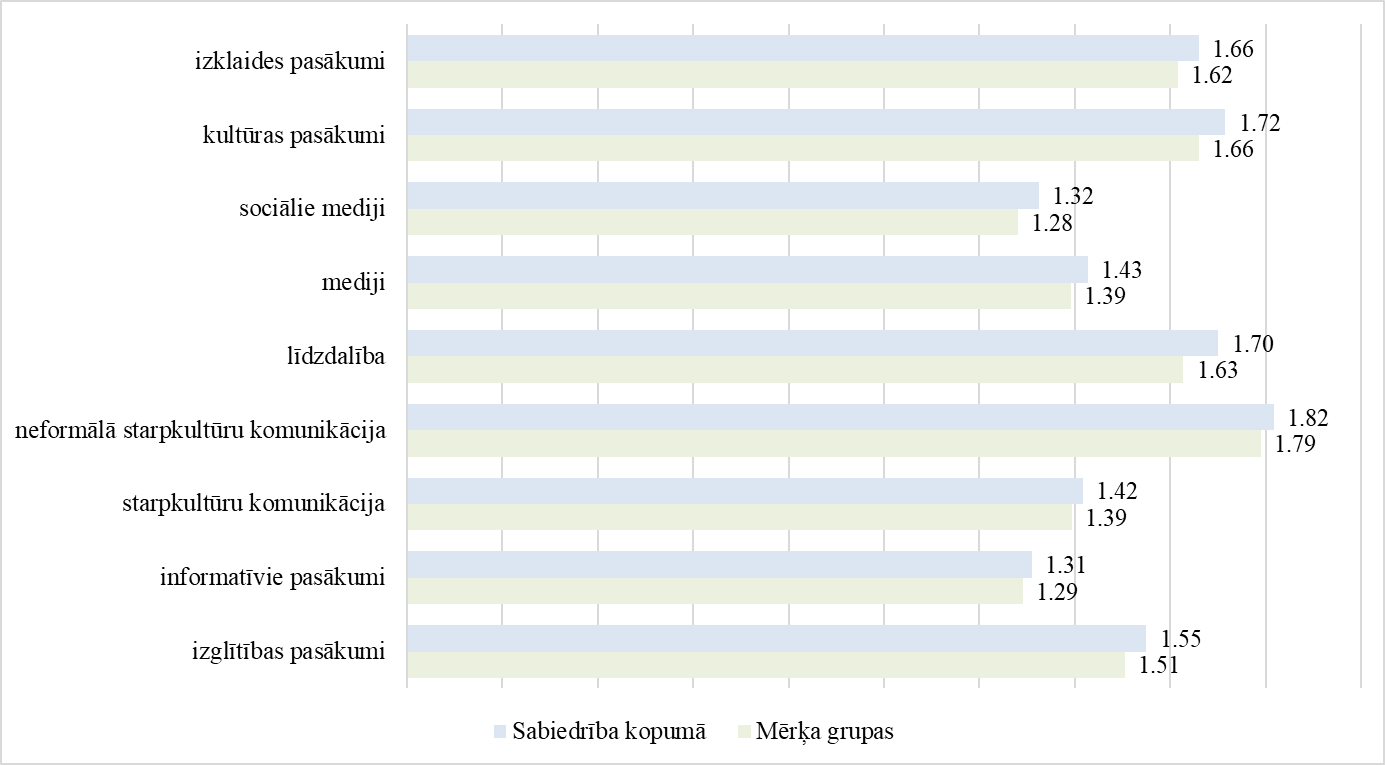 izklaides pasākumi
1.66
1.62
kultūras pasākumi
1.72
1.66
sociālie mediji
1.32
1.28
mediji
1.43
1.39
līdzdalība
1.70
1.63
neformālā starpkultūru komunikācija
1.82
1.79
starpkultūru komunikācija
1.42
1.39
informatīvie pasākumi
1.31
1.29
izglītības pasākumi
1.55
1.51
Sabiedrība kopumā
Mērķa grupas